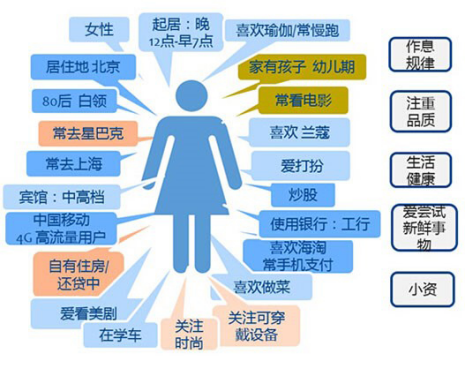 女性
起居：晚
12点-早7点
喜欢瑜伽/常慢跑
居住地 北京
家有孩子 幼儿期
80后 白领
常看电影
常去星巴克
喜欢 兰蔻
常去上海
爱打扮
宾馆：中高档
炒股
中国移动
4G 高流量用户
使用银行：工行
自有住房/
还贷中
喜欢海淘
常手机支付
爱看美剧
喜欢做菜
在学车
关注
时尚
关注可穿
戴设备
作息
规律
注重
品质
生活
健康
爱尝试
新鲜事
物
小资